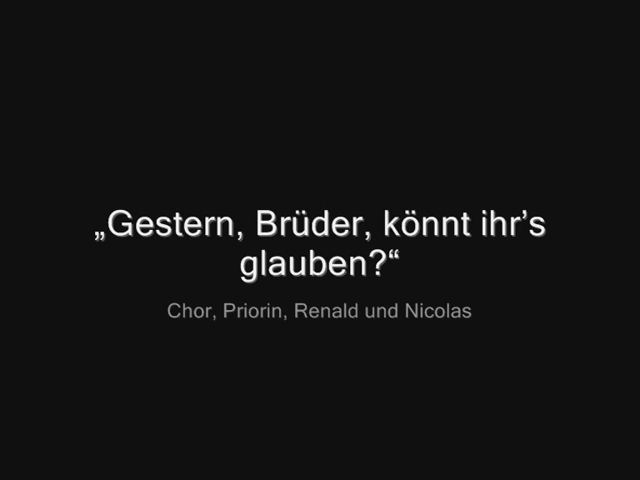 „Gestern, Brüder, könnt ihr’s
glauben?“
Chor, Priorin, Renald und Nicolas